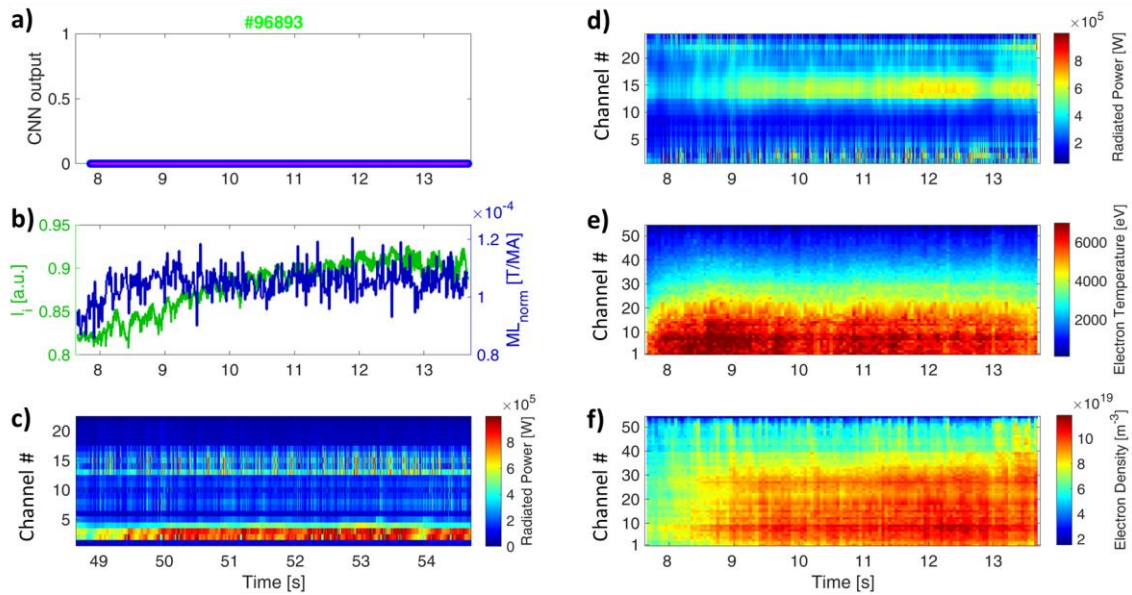 a)
#96893
CNN output
1
0.5
0
8 9 10 11 12 13
b)
0.95
0.9
0.85
0.8
l_i [a.u.]
×10^-4
1.2
1
0.8
ML_norm [T/MA]
8 9 10 11 12 13
c)
Channel #
20
15
10
5
49 50 51 52 53 54
Time [s]
×10^5
8
6
4
2
0
Radiated Power [W]
d)
Channel #
20
15
10
5
8 9 10 11 12 13
×10^5
10
8
6
4
2
Radiated Power [W]
e)
Channel #
50
40
30
20
10
1
8 9 10 11 12 13
6000
4000
2000
Electron Temperature [eV]
f)
Channel #
50
40
30
20
10
1
8 9 10 11 12 13
Time [s]
×10^19
10
8
6
4
2
Electron Density [m^-3]